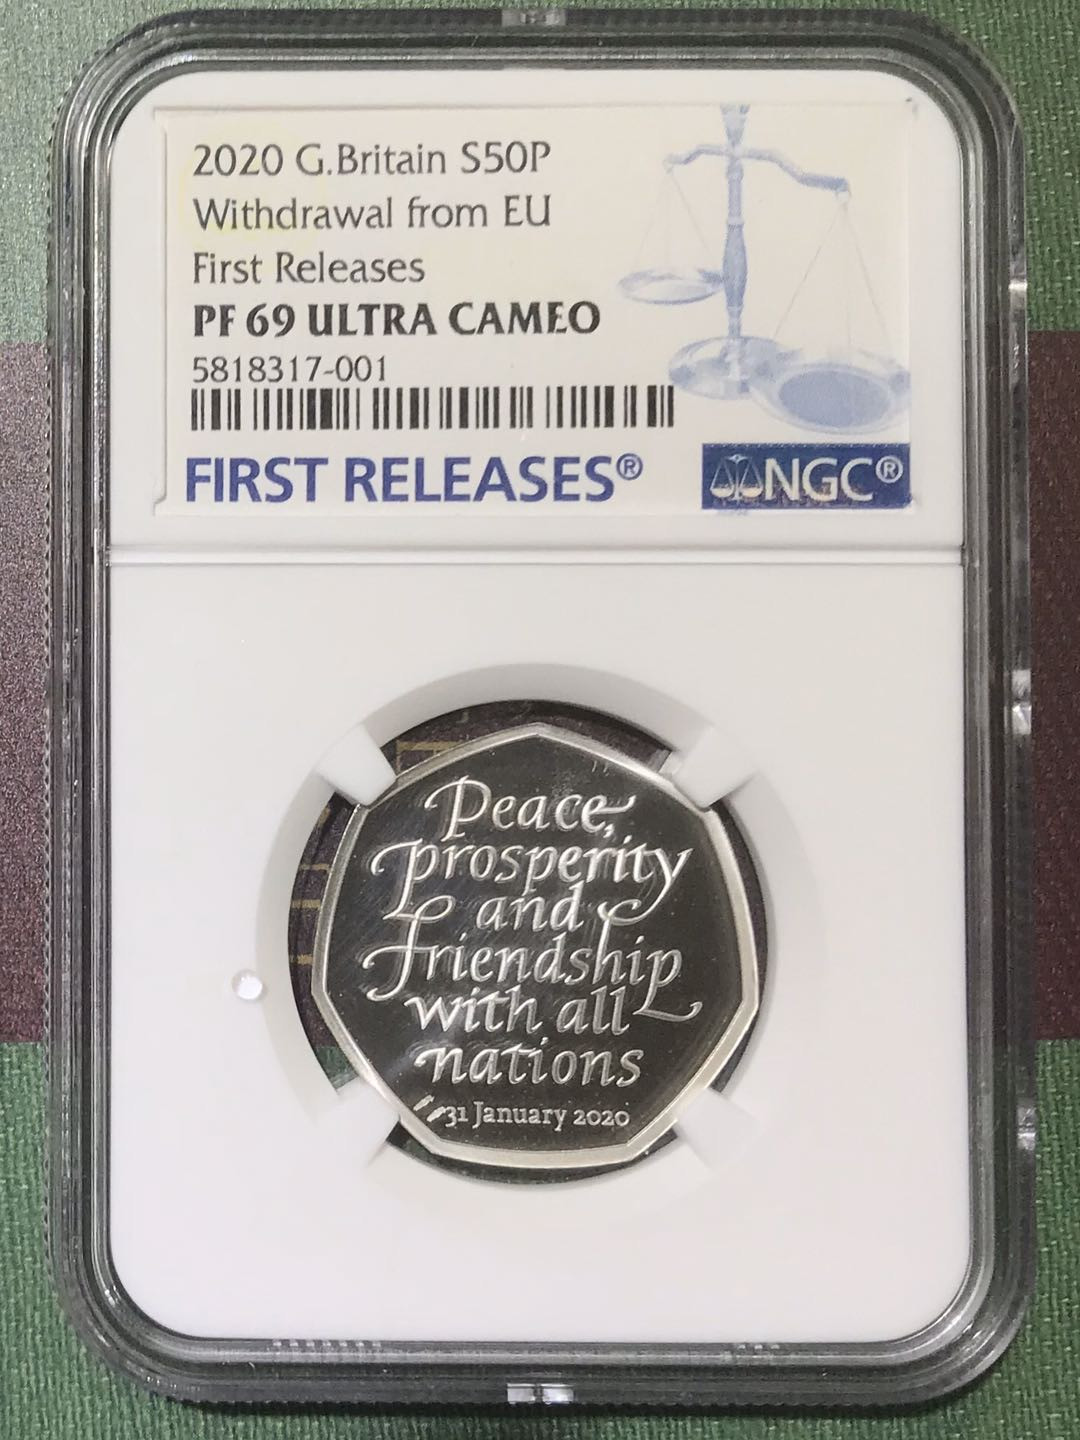 2020 G.Britain S50P
Withdrawal from EU
First Releases
PF 69 ULTRA CAMEO
5818317-001
FIRST RELEASES®
NGC®
Peace,
prosperity
and
friendship
with all
nations
31 January 2020